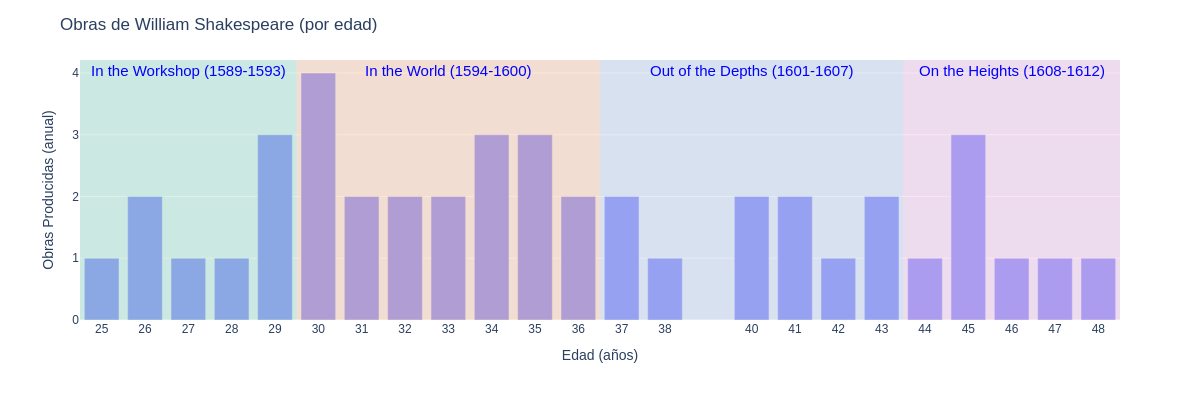 Obras de William Shakespeare (por edad)
In the Workshop (1589-1593) In the World (1594-1600) Out of the Depths (1601-1607) On the Heights (1608-1612)
4
3
2
1
0
Obras Producidas (anual)
25 26 27 28 29 30 31 32 33 34 35 36 37 38 40 41 42 43 44 45 46 47 48
Edad (años)